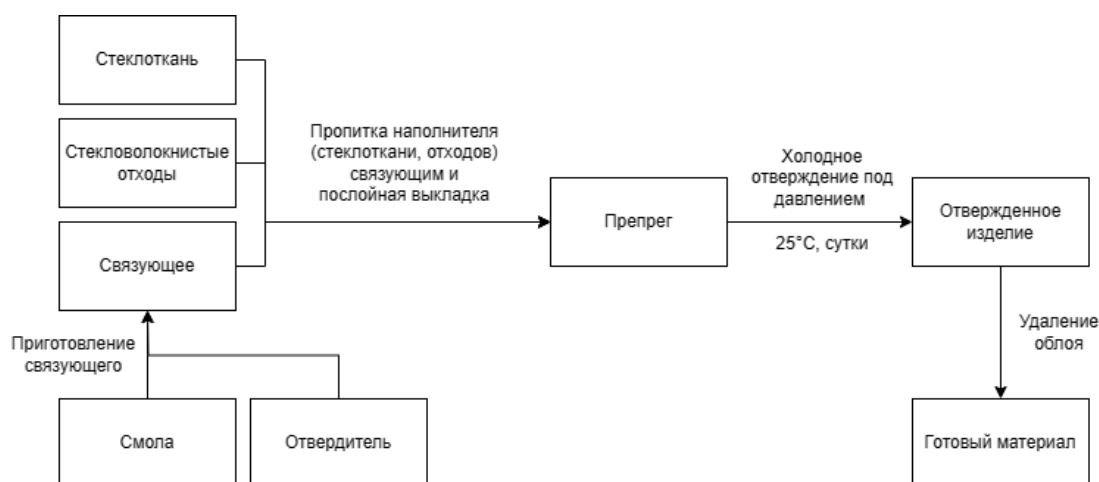 Стеклоткань
Стекловолокнистые
отходы
Связующее
Приготовление
связующего
Смола
Отвердитель
Пропитка наполнителя
(стеклоткани, отходов)
связующим и
послойная выкладка
Препрег
Холодное
отверждение под
давлением
25°C, сутки
Отвержденное
изделие
Удаление
облоя
Готовый материал